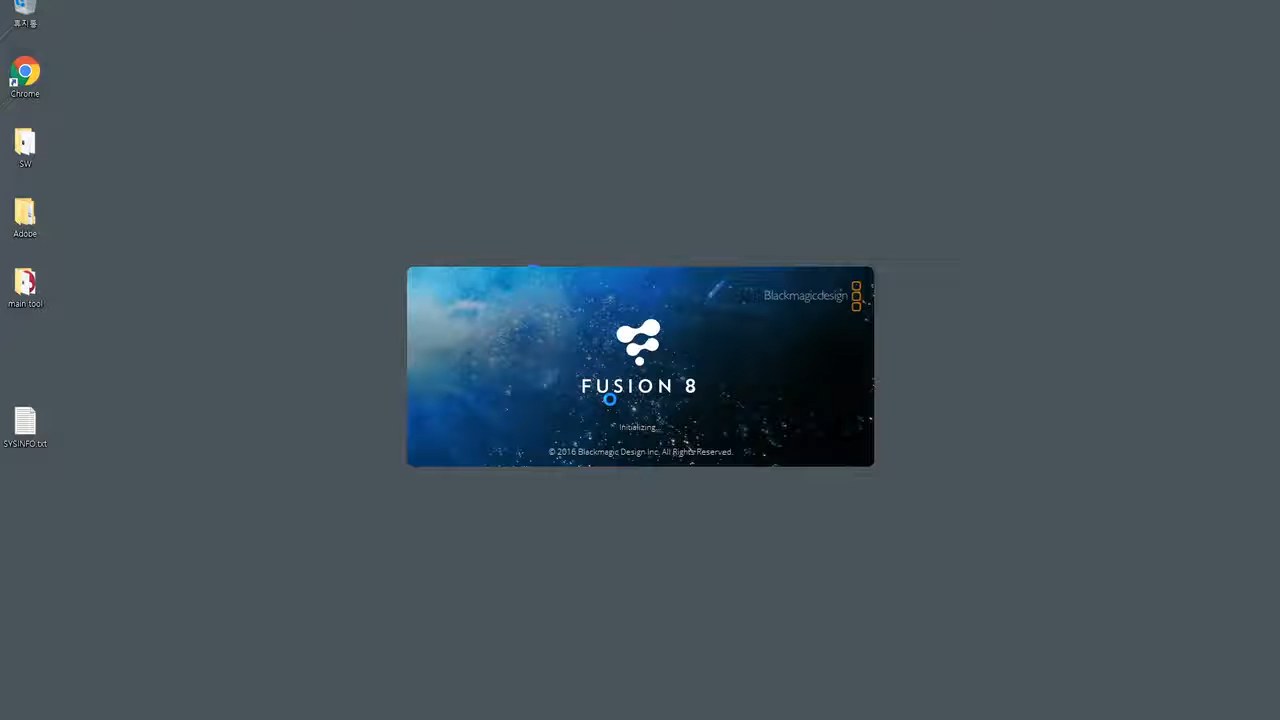 휴지통
Chrome
SW
Adobe
main tool
SYSINFO.txt
Blackmagicdesign
FUSION 8
Initializing...
© 2016 Blackmagic Design Inc. All Rights Reserved.